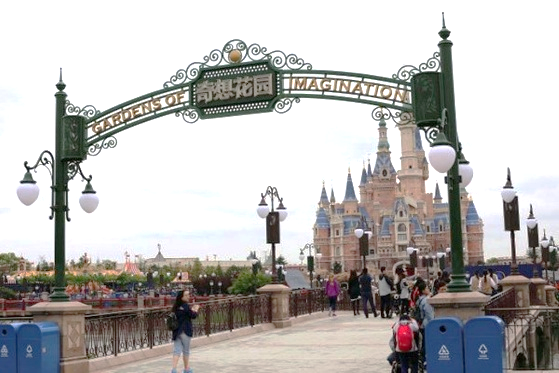 GARDENS OF 奇想花园 IMAGINATION